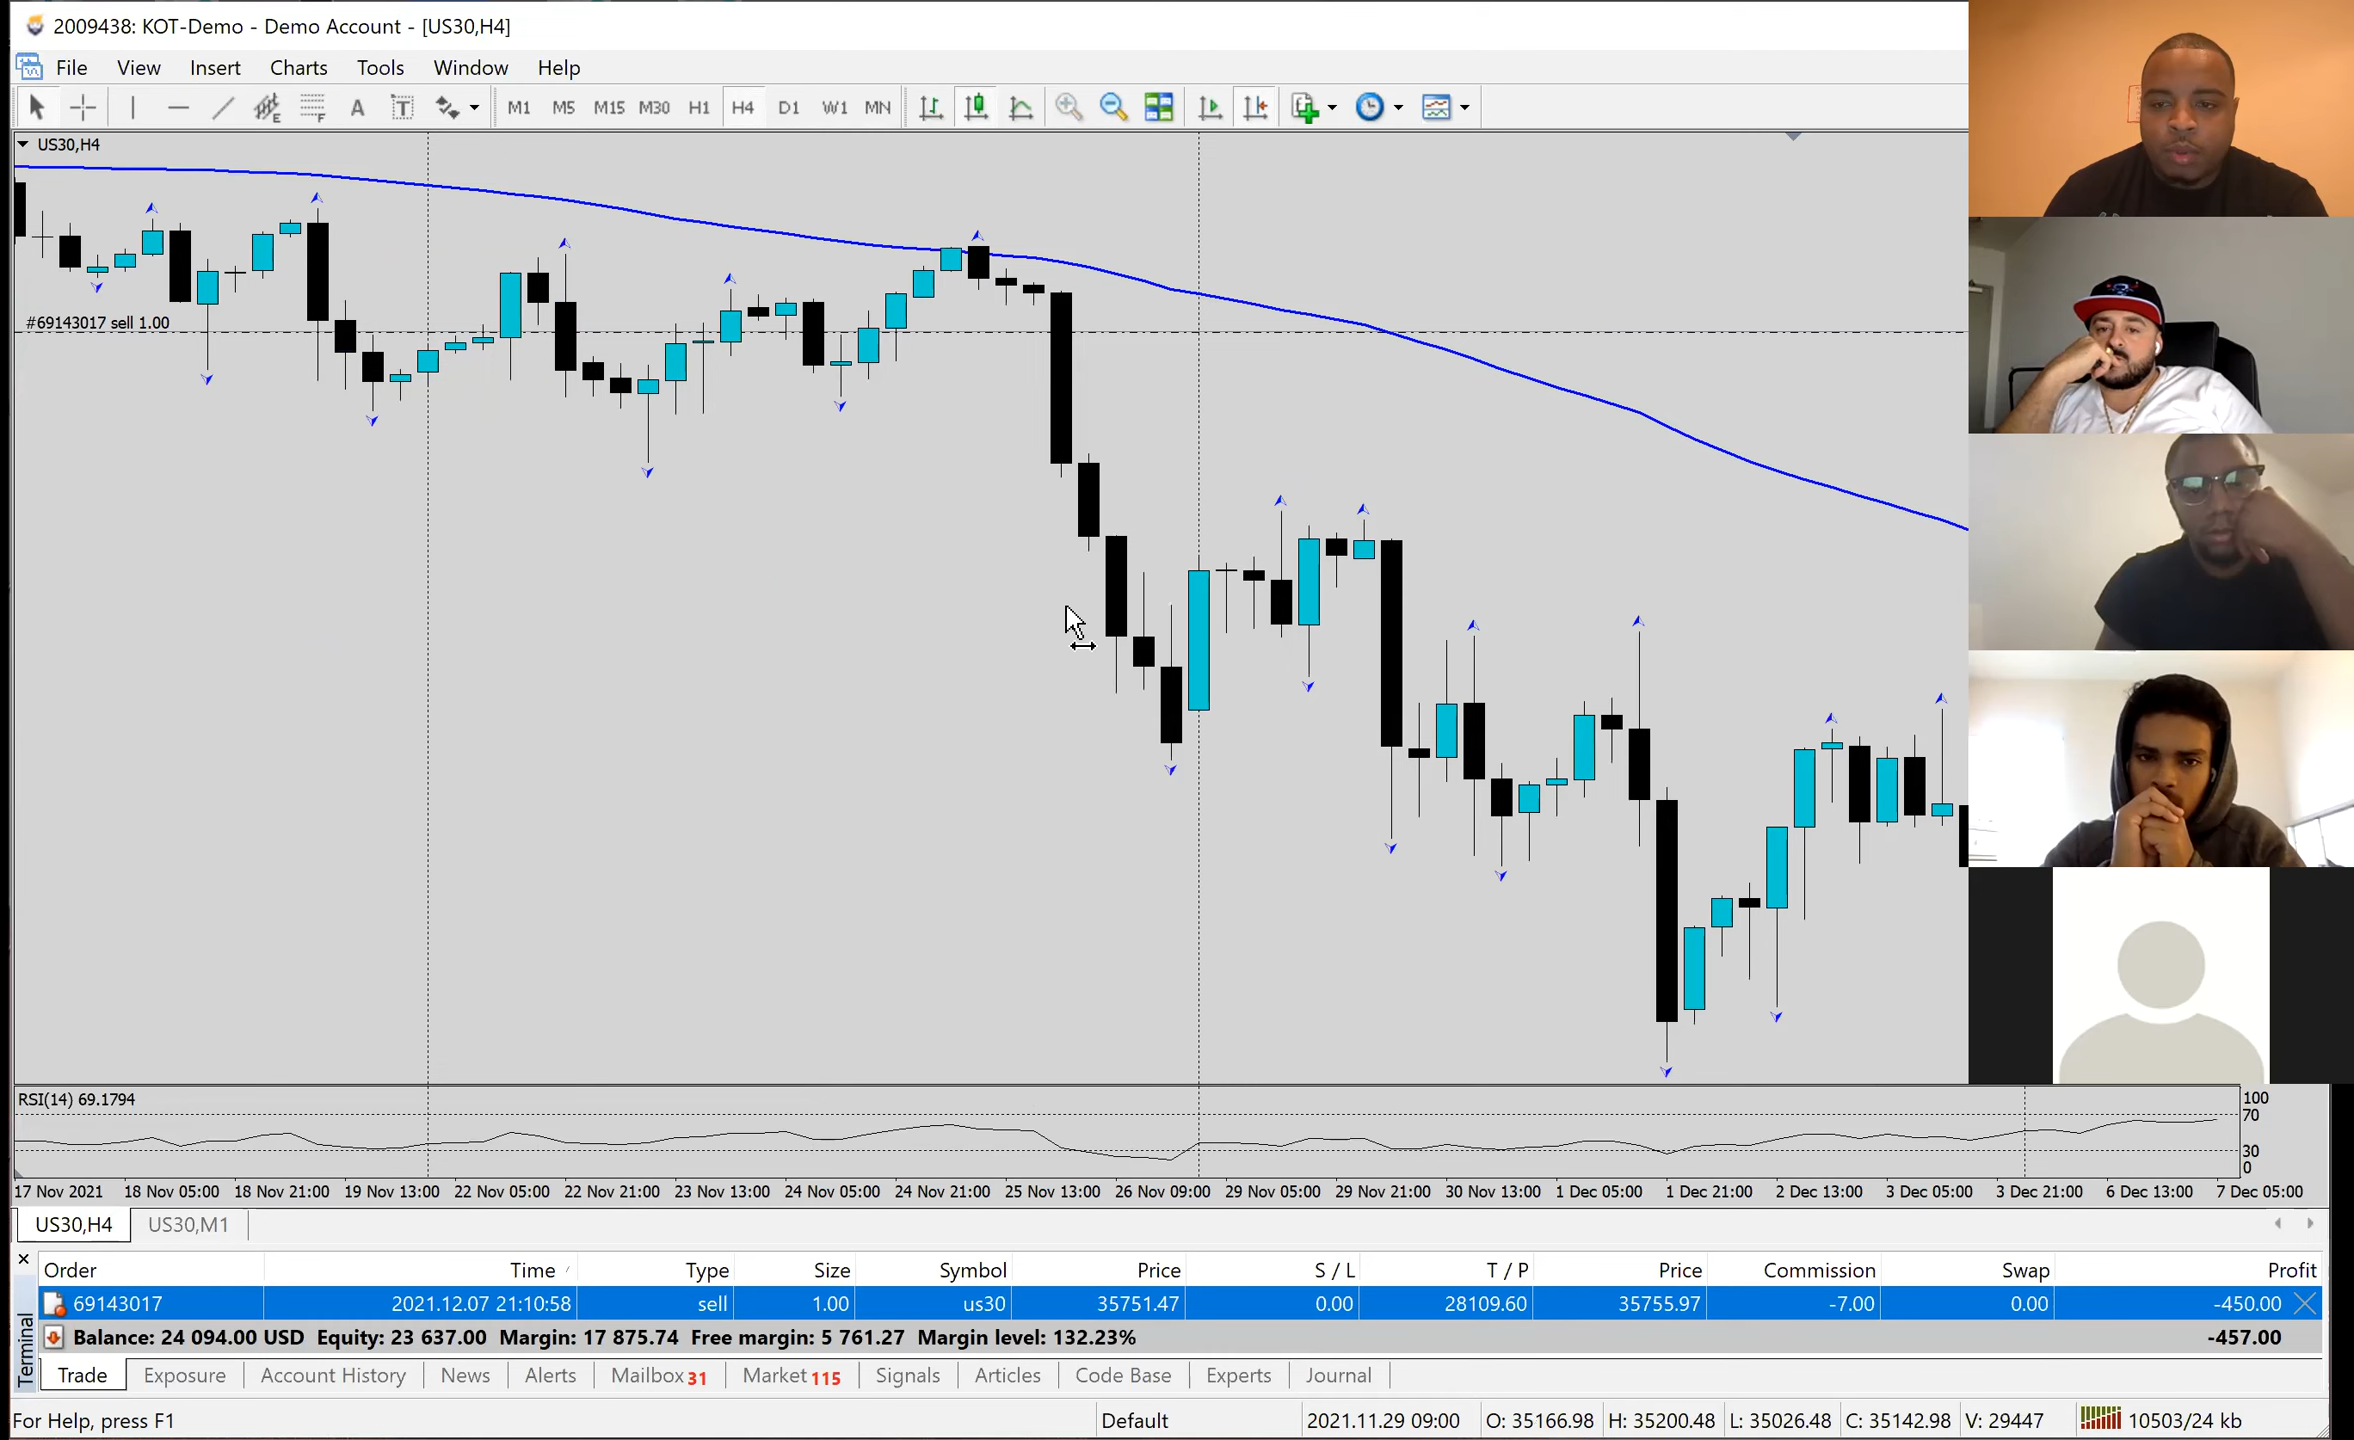 2009438: KOT-Demo - Demo Account - [US30,H4]
File View Insert Charts Tools Window Help
E F A T M1 M5 M15 M30 H1 H4 D1 W1 MN
US30,H4
#69143017 sell 1.00
RSI(14) 69.1794
100
70
30
0
17 Nov 2021 18 Nov 05:00 18 Nov 21:00 19 Nov 13:00 22 Nov 05:00 22 Nov 21:00 23 Nov 13:00 24 Nov 05:00 24 Nov 21:00 25 Nov 13:00 26 Nov 09:00 29 Nov 05:00 29 Nov 21:00 30 Nov 13:00 1 Dec 05:00 1 Dec 21:00 2 Dec 13:00 3 Dec 05:00 3 Dec 21:00 6 Dec 13:00 7 Dec 05:00
US30,H4 US30,M1
Order Time Type Size Symbol Price S / L T / P Price Commission Swap Profit
69143017 2021.12.07 21:10:58 sell 1.00 us30 35751.47 0.00 28109.60 35755.97 -7.00 0.00 -450.00
Balance: 24 094.00 USD Equity: 23 637.00 Margin: 17 875.74 Free margin: 5 761.27 Margin level: 132.23% -457.00
Terminal
Trade Exposure Account History News Alerts Mailbox 31 Market 115 Signals Articles Code Base Experts Journal
For Help, press F1 Default 2021.11.29 09:00 O: 35166.98 H: 35200.48 L: 35026.48 C: 35142.98 V: 29447 10503/24 kb